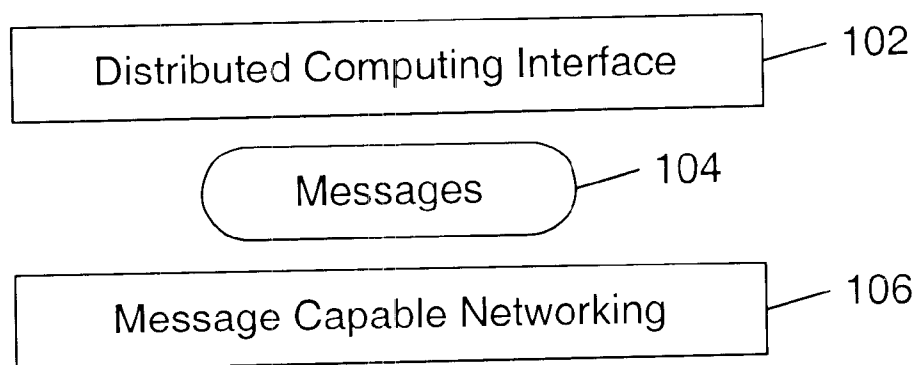 Distributed Computing Interface
102
Messages
104
Message Capable Networking
106